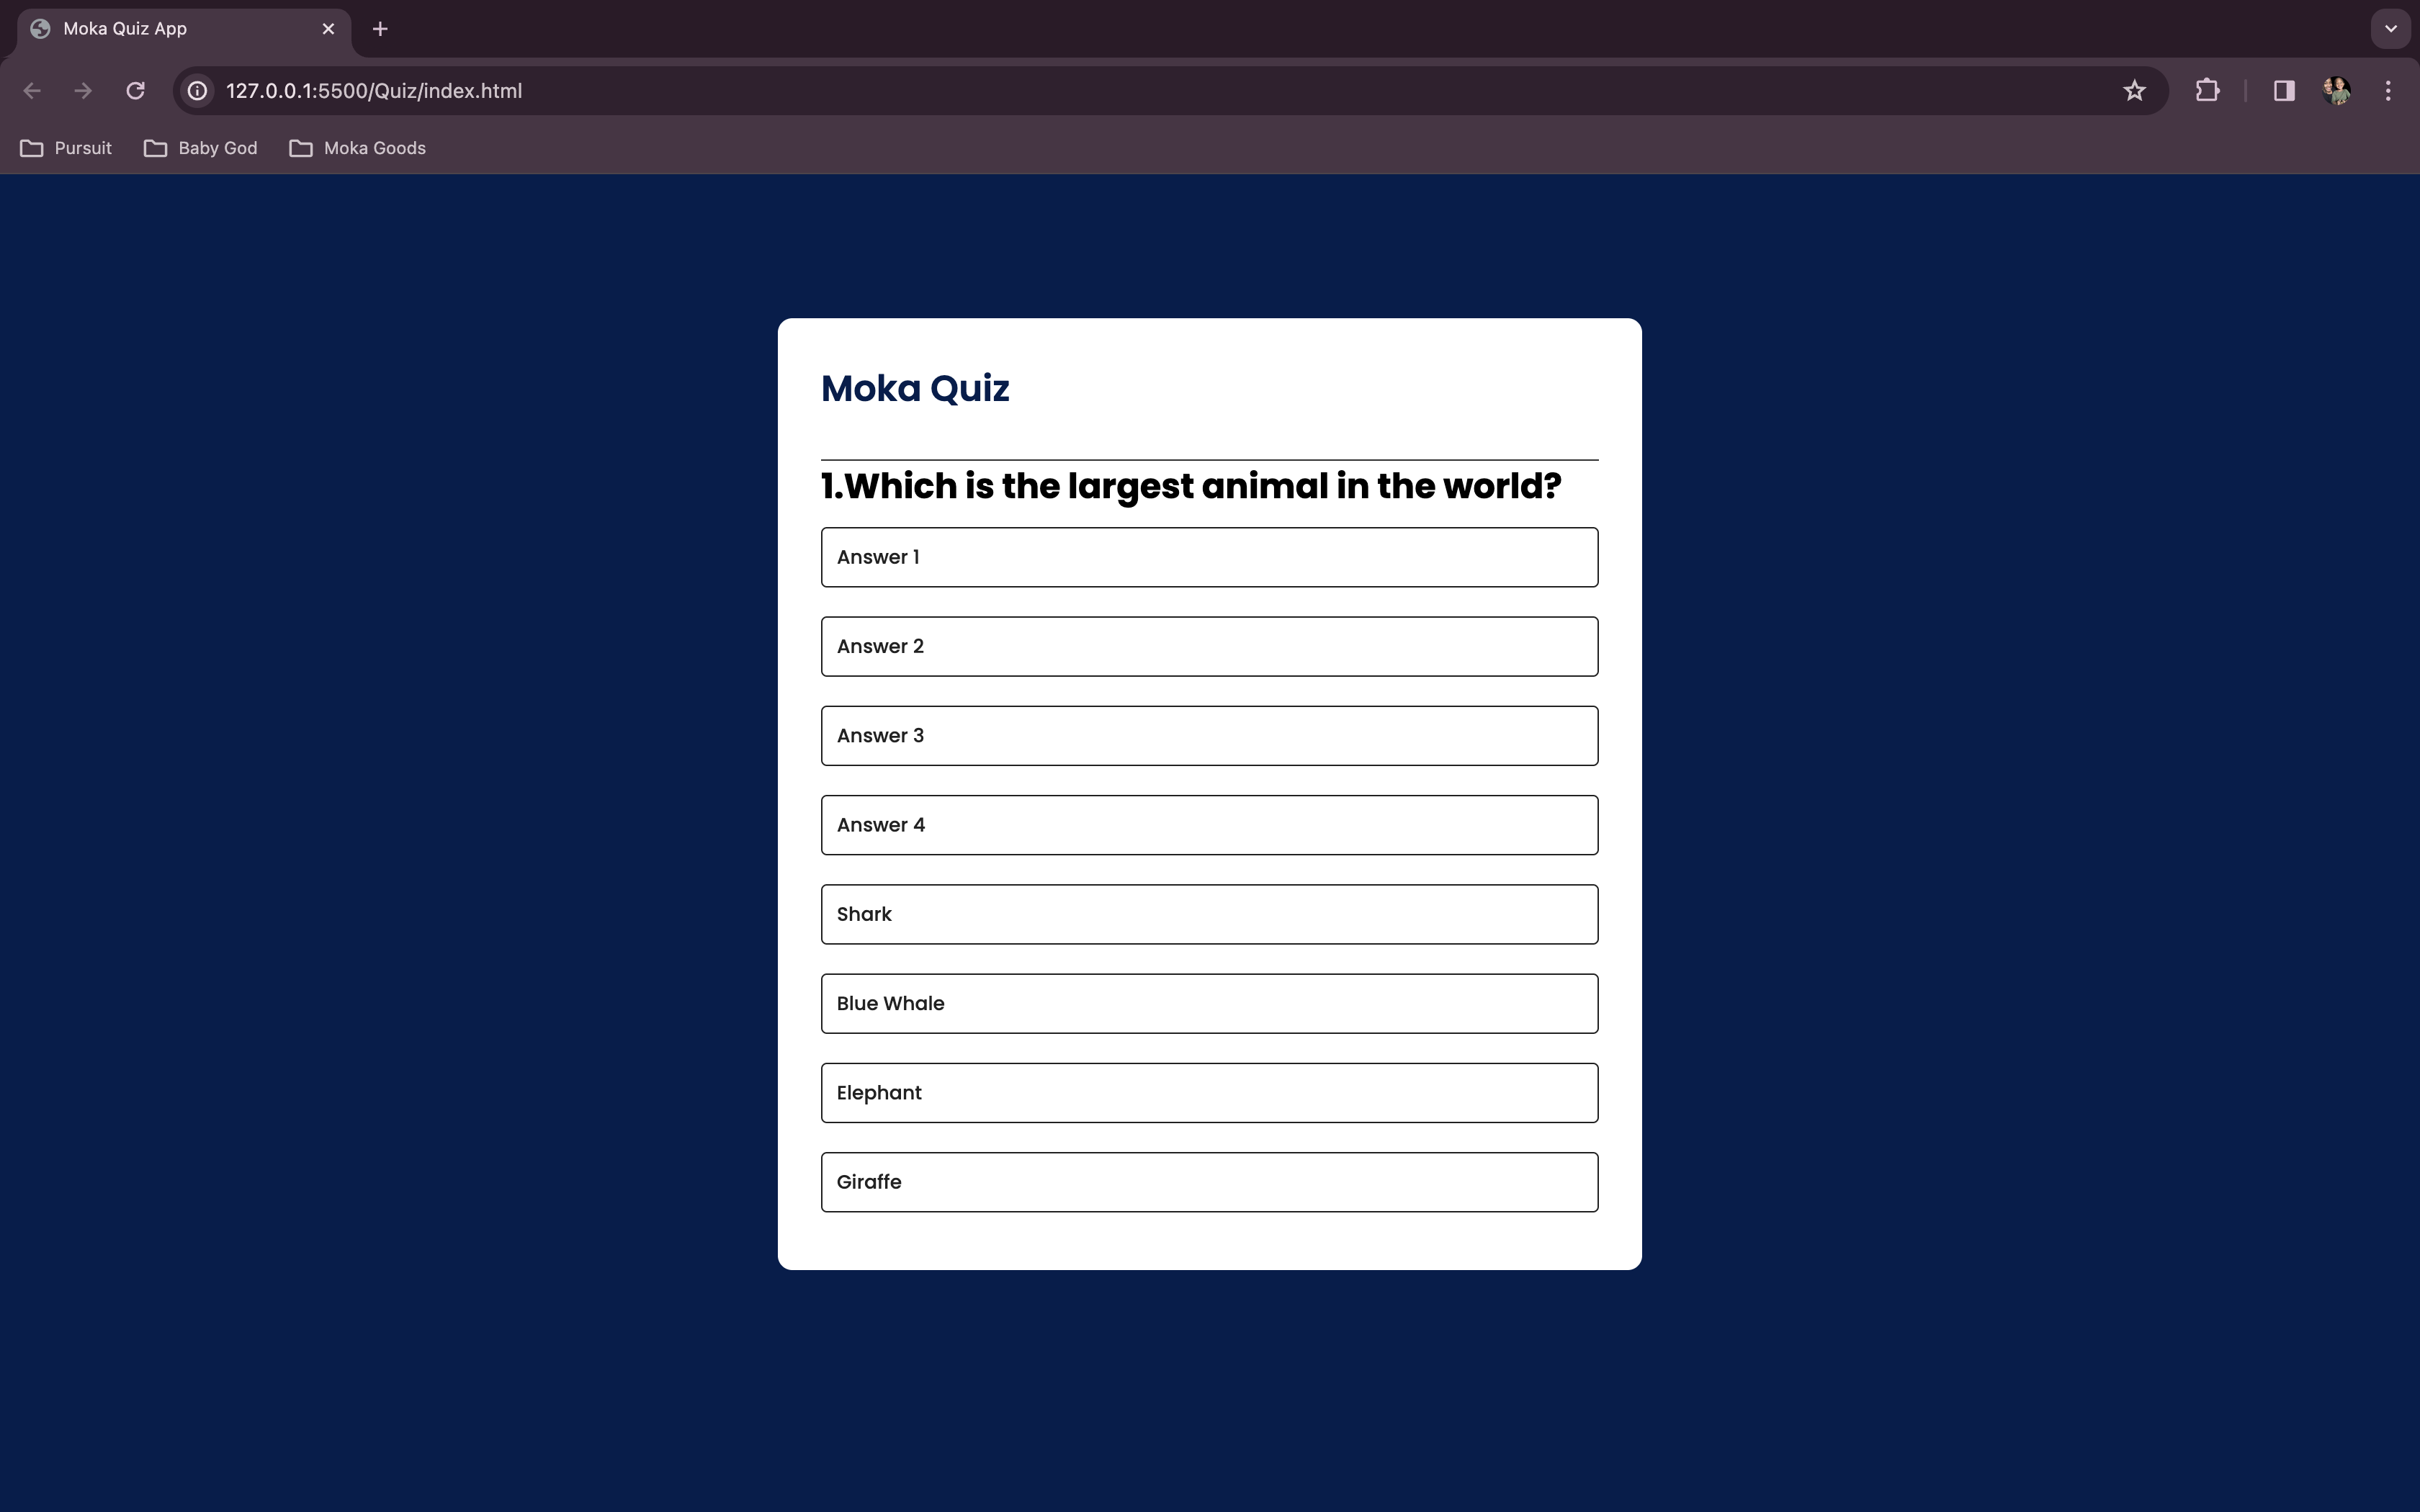 Moka Quiz App
127.0.0.1:5500/Quiz/index.html
Pursuit
Baby God
Moka Goods
Moka Quiz
1.Which is the largest animal in the world?
Answer 1
Answer 2
Answer 3
Answer 4
Shark
Blue Whale
Elephant
Giraffe